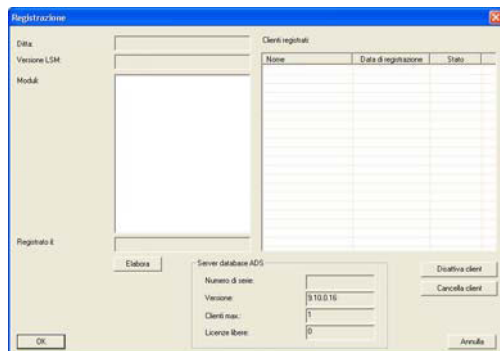 Registrazione
Ditta:
Versione LSM:
Moduli:
Registrato il:
Elabora
Clienti registrati:
Nome Data di registrazione Stato
Server database ADS
Numero di serie:
Versione: 9.10.0.16
Clienti max.: 1
Licenze libere: 0
Disattiva client
Cancella client
OK
Annulla